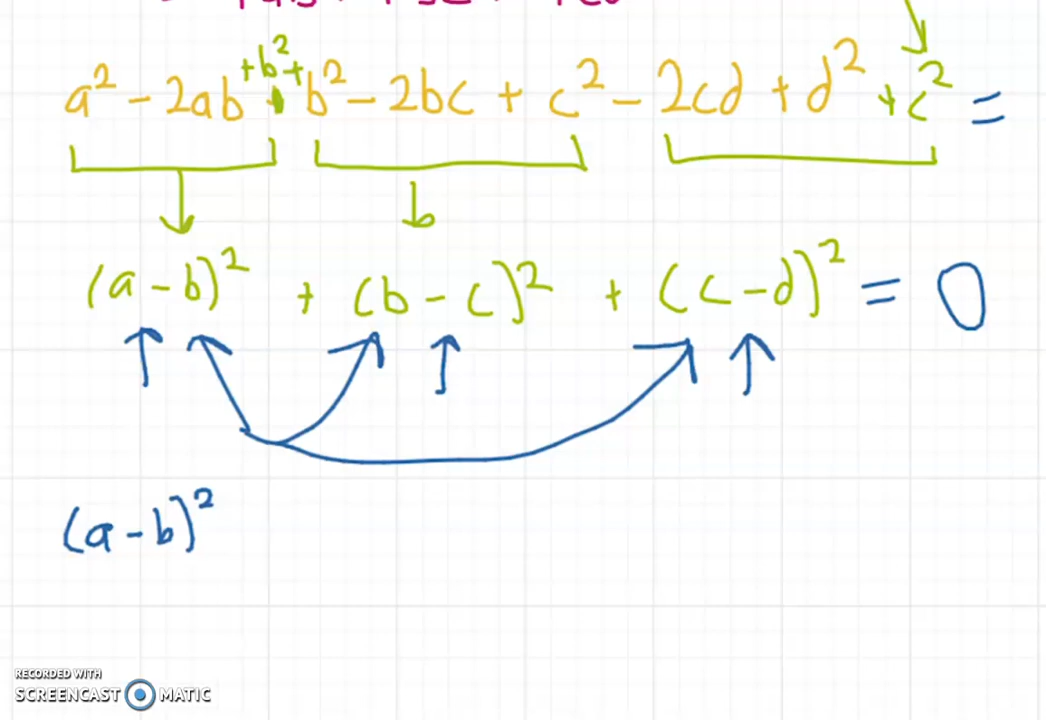 a² - 2ab + b² + b² - 2bc + c² - 2cd + d² + c² =
(a - b)² + (b - c)² + (c - d)² = 0
(a - b)²
RECORDED WITH
SCREENCAST MATIC